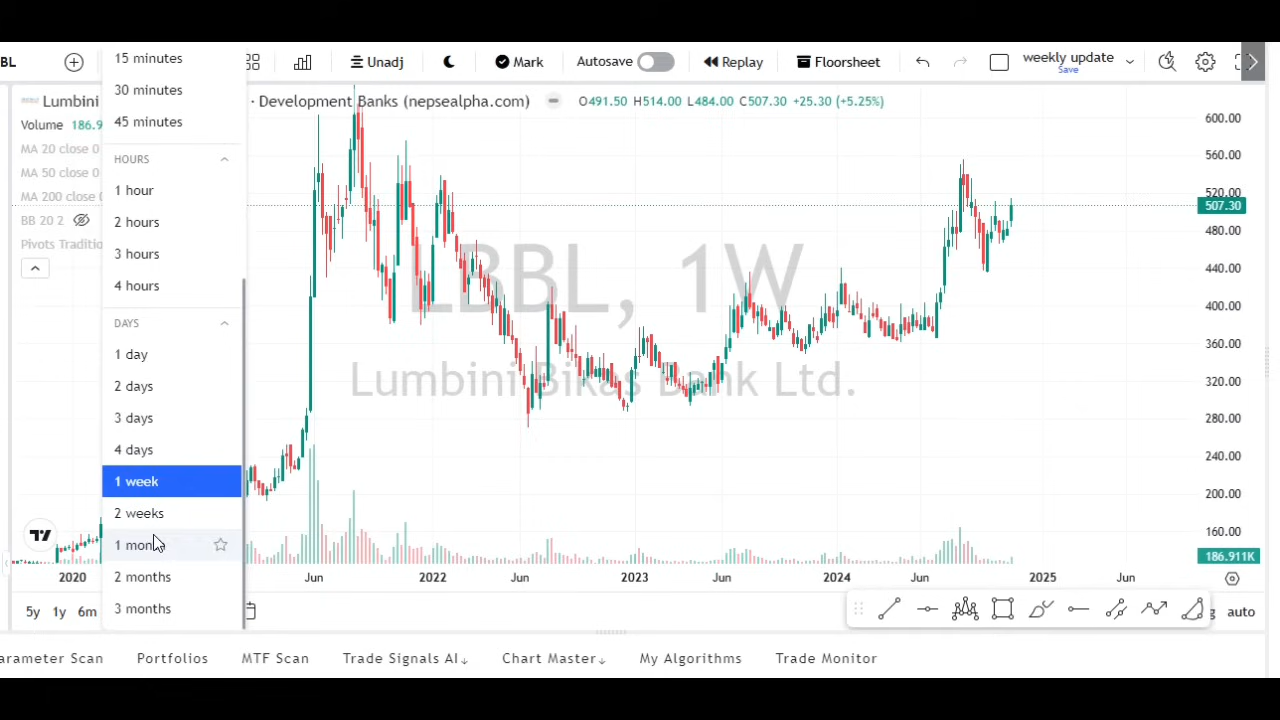 BL
15 minutes
Unadj
Mark
Autosave
Replay
Floorsheet
weekly update
Save
Lumbini
· Development Banks (nepsealpha.com)
O491.50 H514.00 L484.00 C507.30 +25.30 (+5.25%)
Volume 186.9
MA 20 close 0
MA 50 close 0
MA 200 close 0
BB 20 2
Pivots Traditio
30 minutes
45 minutes
HOURS
1 hour
2 hours
3 hours
4 hours
DAYS
1 day
2 days
3 days
4 days
1 week
2 weeks
2 months
3 months
LBBL, 1W
Lumbini Bikas Bank Ltd.
600.00
560.00
520.00
507.30
480.00
440.00
400.00
360.00
320.00
280.00
240.00
200.00
160.00
186.911K
2020
Jun
2022
Jun
2023
Jun
2024
Jun
2025
Jun
5y 1y 6m
g auto
arameter Scan
Portfolios
MTF Scan
Trade Signals AI↓
Chart Master↓
My Algorithms
Trade Monitor